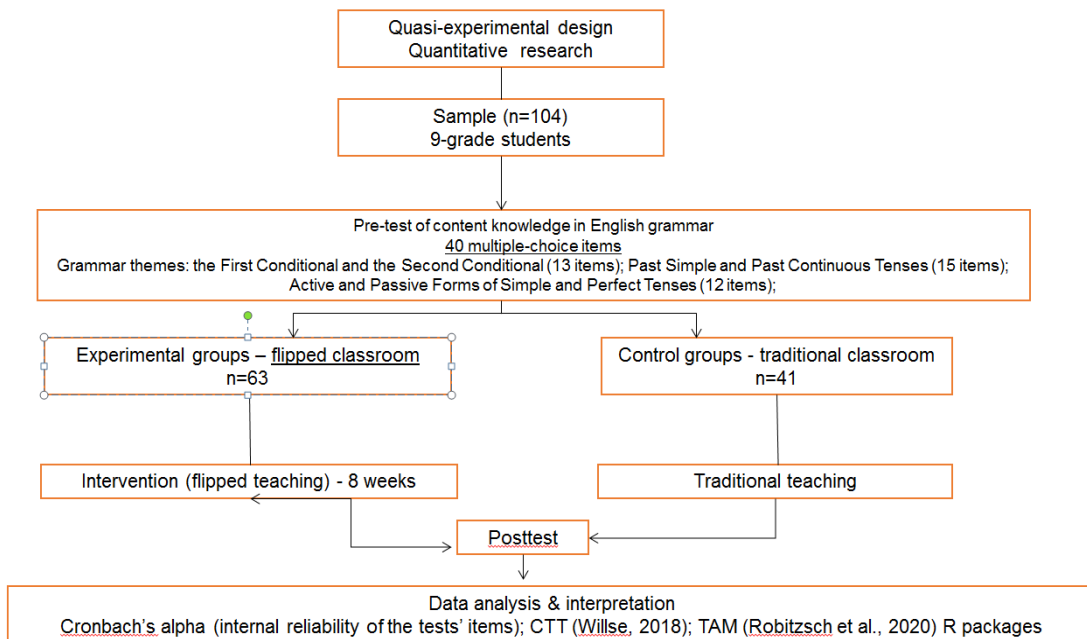 Quasi-experimental design
Quantitative research
Sample (n=104)
9-grade students
Pre-test of content knowledge in English grammar
40 multiple-choice items
Grammar themes: the First Conditional and the Second Conditional (13 items); Past Simple and Past Continuous Tenses (15 items);
Active and Passive Forms of Simple and Perfect Tenses (12 items);
Experimental groups – flipped classroom
n=63
Control groups - traditional classroom
n=41
Intervention (flipped teaching) - 8 weeks
Traditional teaching
Posttest
Data analysis & interpretation
Cronbach's alpha (internal reliability of the tests' items); CTT (Willse, 2018); TAM (Robitzsch et al., 2020) R packages